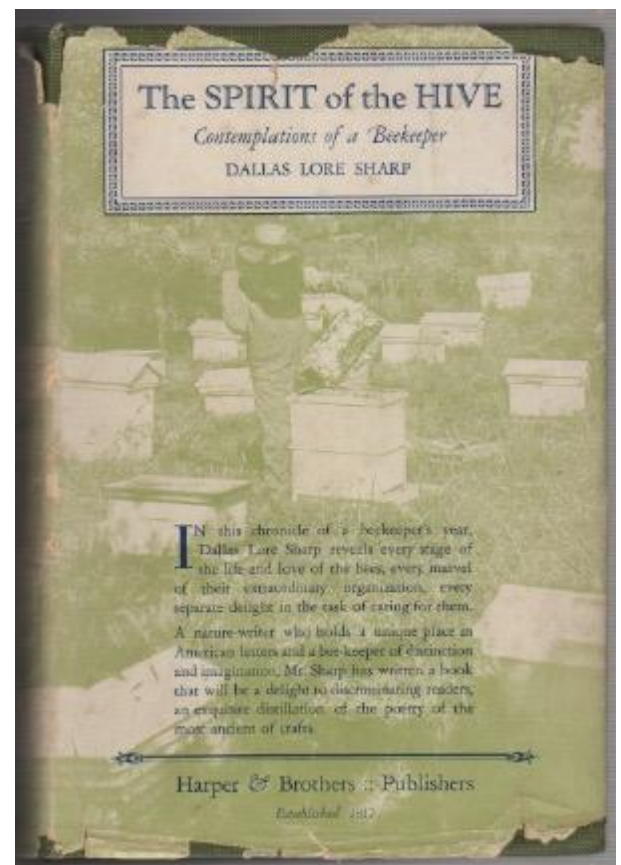 The SPIRIT of the HIVE
Contemplations of a Beekeeper
DALLAS LORE SHARP
IN this chronicle of a beekeeper's year,
Dallas Lore Sharp reveals every stage of
the life and love of the bees, every marvel
of their extraordinary organization, every
separate delight in the task of caring for them.
A nature-writer who holds a unique place in
American letters and a bee-keeper of distinction
and imagination, Mr. Sharp has written a book
that will be a delight to discriminating readers,
an exquisite distillation of the poetry of the
most ancient of crafts.
Harper & Brothers :: Publishers
Established 1817